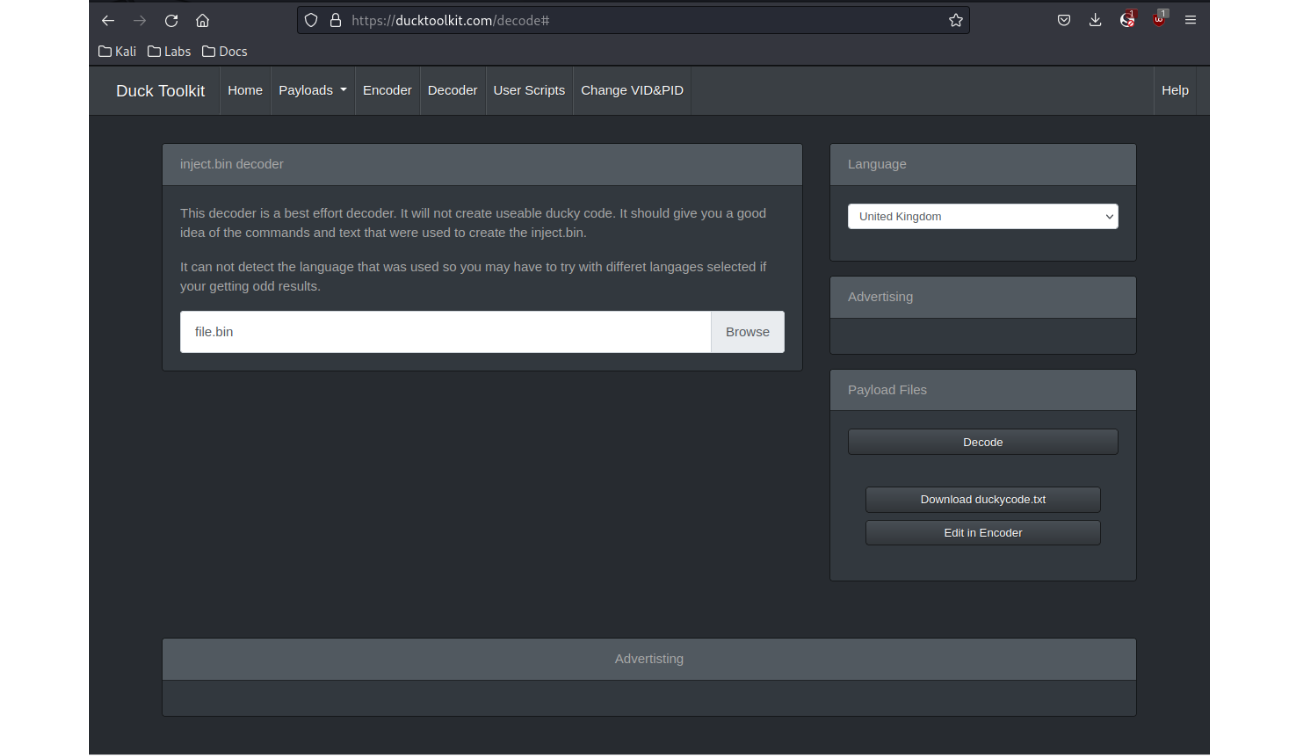 https://ducktoolkit.com/decode#
1
1
Kali Labs Docs
Duck Toolkit Home Payloads Encoder Decoder User Scripts Change VID&PID Help
inject.bin decoder
This decoder is a best effort decoder. It will not create useable ducky code. It should give you a good
idea of the commands and text that were used to create the inject.bin.
It can not detect the language that was used so you may have to try with differet langages selected if
your getting odd results.
file.bin Browse
Language
United Kingdom
Advertising
Payload Files
Decode
Download duckycode.txt
Edit in Encoder
Advertisting